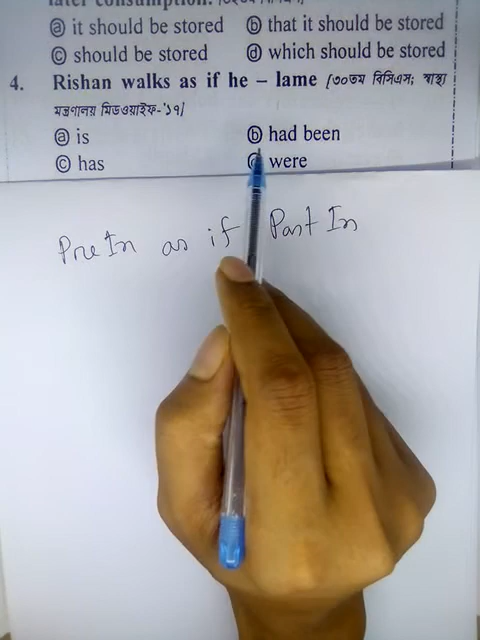 later consumption.
ⓐ it should be stored ⓑ that it should be stored
ⓒ should be stored ⓓ which should be stored
4. Rishan walks as if he – lame [৩০তম বিসিএস; স্বাস্থ্য
মন্ত্রণালয় মিডওয়াইফ-'১৭]
ⓐ is ⓑ had been
ⓒ has ⓓ were
Pre In as if Past In